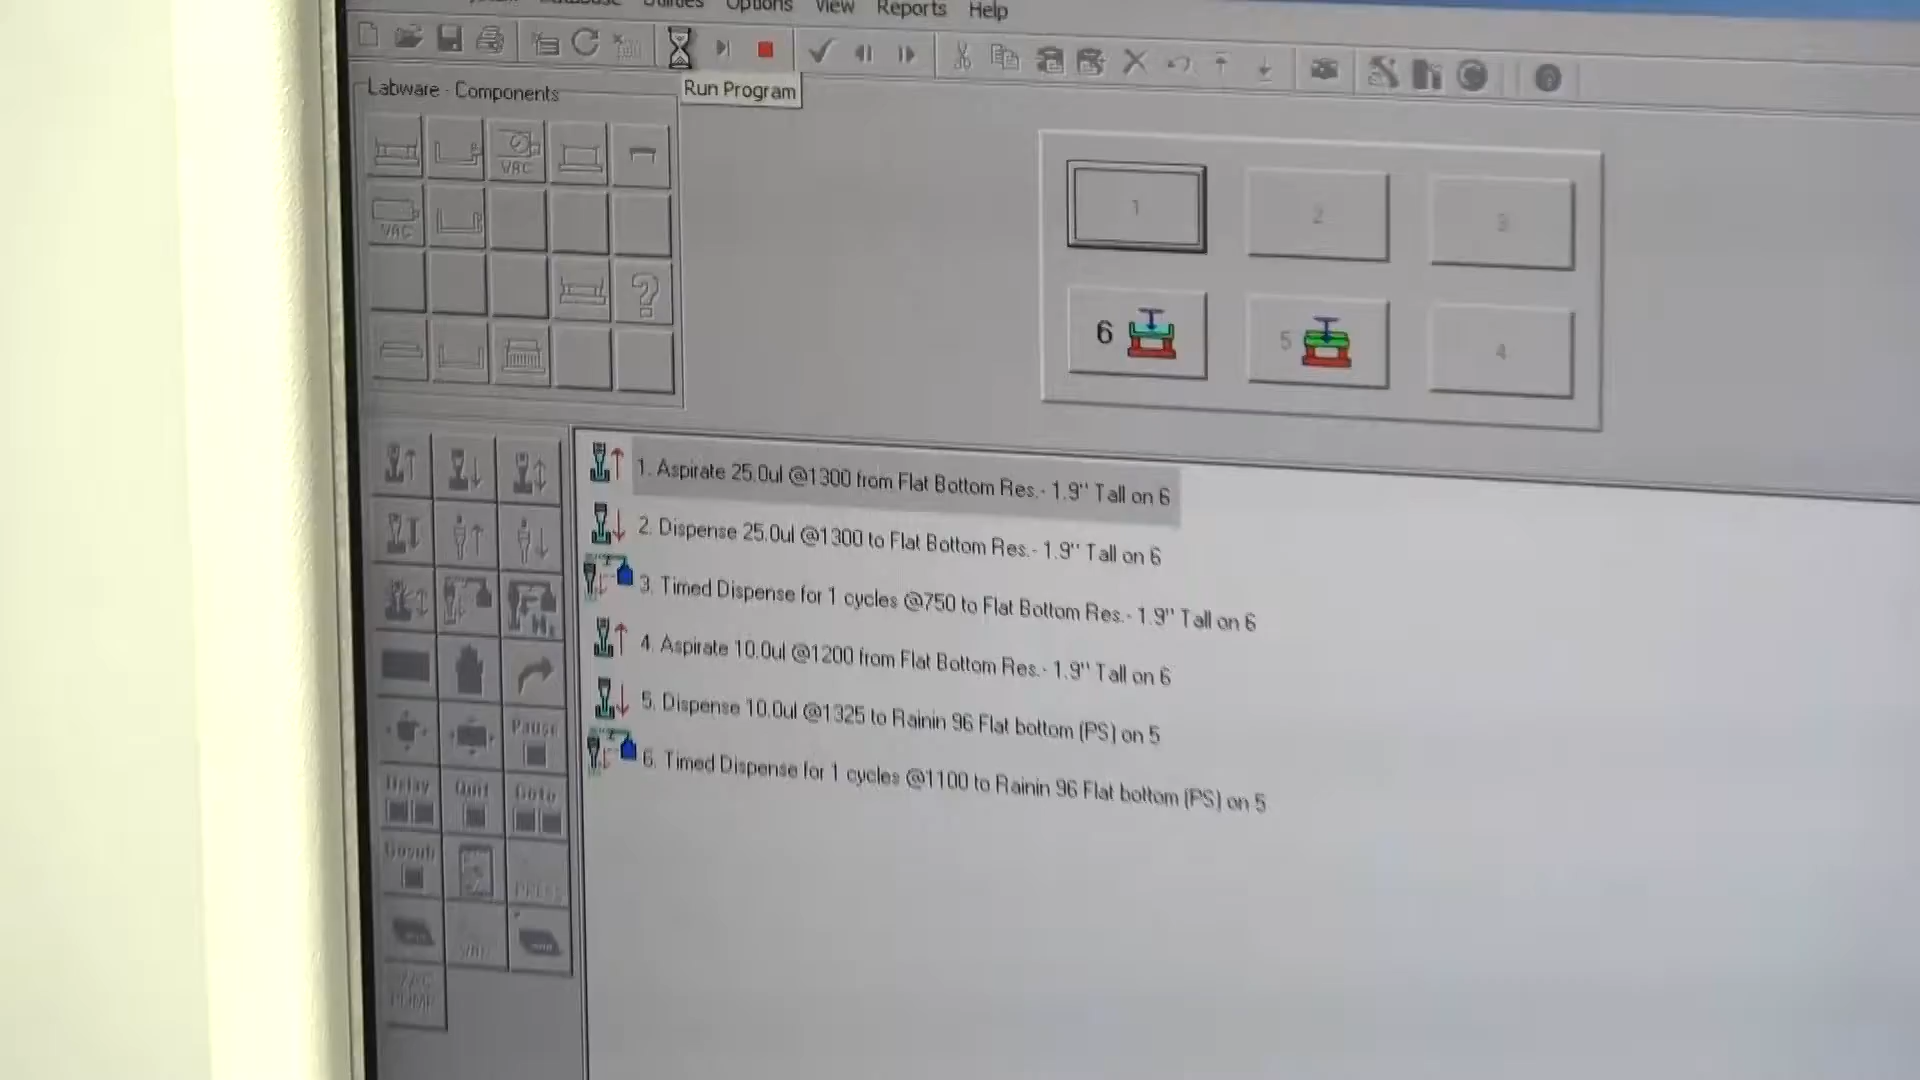 Database Utilities Options View Reports Help
Run Program
Labware - Components
VAC
VAC
1
2
3
6
5
4
1. Aspirate 25.0ul @1300 from Flat Bottom Res.- 1.9" Tall on 6
2. Dispense 25.0ul @1300 to Flat Bottom Res.- 1.9" Tall on 6
3. Timed Dispense for 1 cycles @750 to Flat Bottom Res.- 1.9" Tall on 6
4. Aspirate 10.0ul @1200 from Flat Bottom Res.- 1.9" Tall on 6
5. Dispense 10.0ul @1325 to Rainin 96 Flat bottom (PS) on 5
6. Timed Dispense for 1 cycles @1100 to Rainin 96 Flat bottom (PS) on 5
Pause
Delay Quit Goto
Gosub
VAC
PUMP